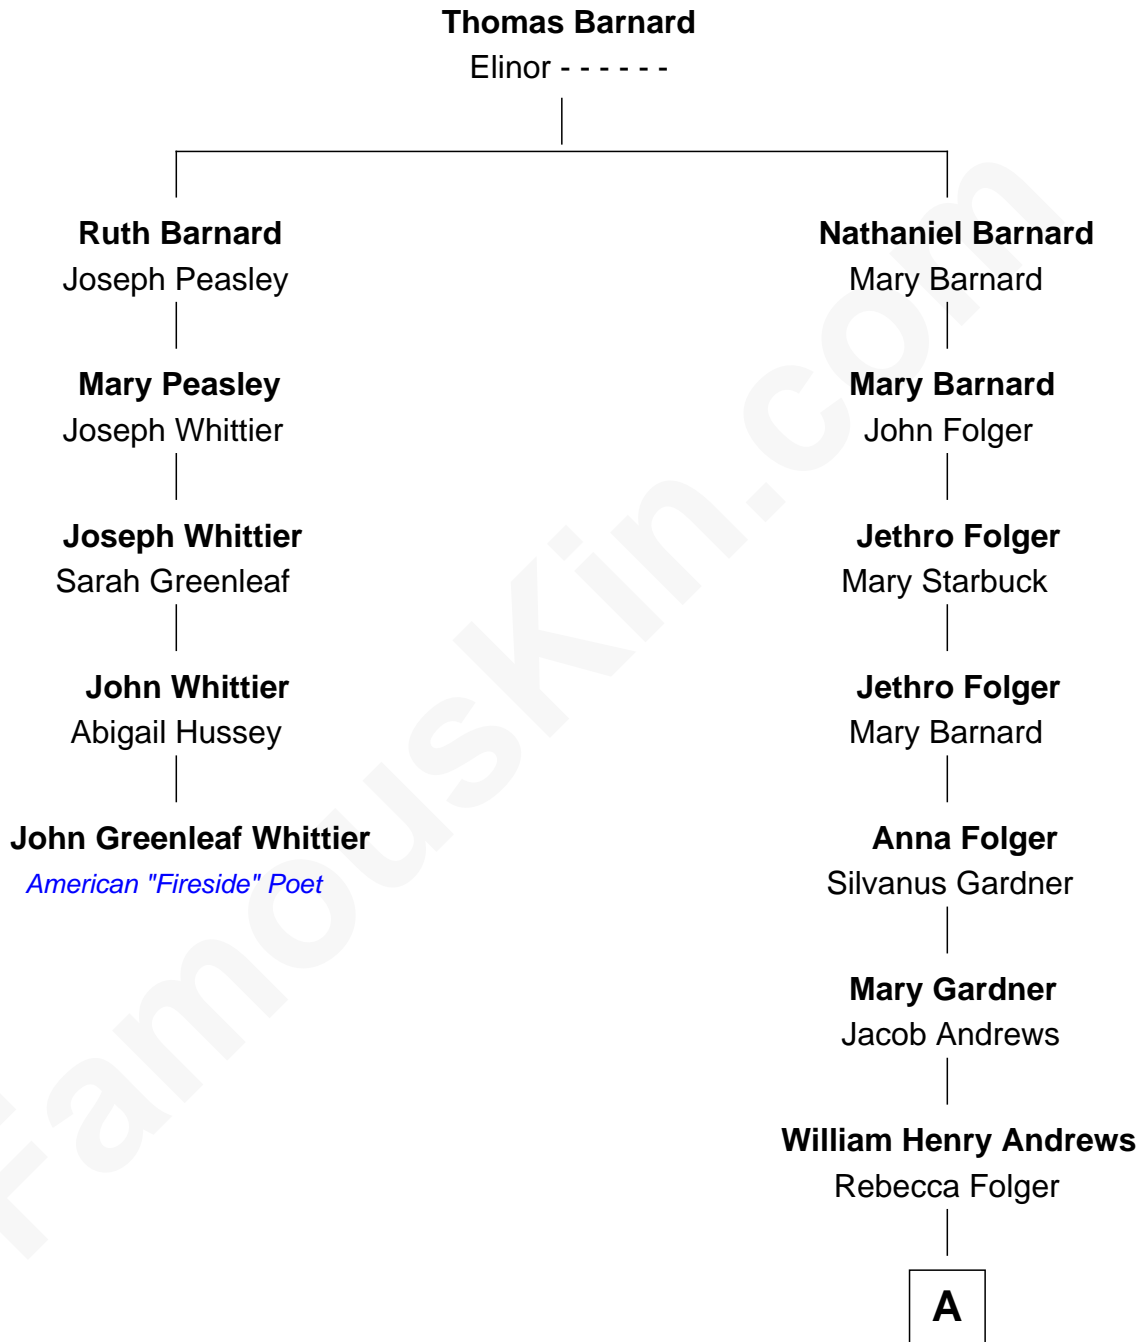 Thomas Barnard
Elinor - - - - - -
Ruth Barnard
Joseph Peasley
Nathaniel Barnard
Mary Barnard
Mary Peasley
Joseph Whittier
Mary Barnard
John Folger
Joseph Whittier
Sarah Greenleaf
Jethro Folger
Mary Starbuck
John Whittier
Abigail Hussey
Jethro Folger
Mary Barnard
John Greenleaf Whittier
American "Fireside" Poet
Anna Folger
Silvanus Gardner
Mary Gardner
Jacob Andrews
William Henry Andrews
Rebecca Folger
A
FamousKin.com